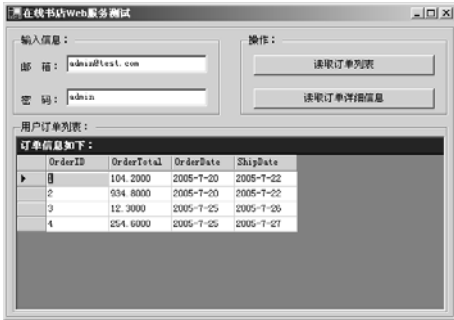 在线书店Web服务测试
输入信息：
操作：
邮 箱： admin@test.com
读取订单列表
密 码： admin
读取订单详细信息
用户订单列表：
订单信息如下：
OrderID OrderTotal OrderDate ShipDate
1 104.2000 2005-7-20 2005-7-22
2 934.8000 2005-7-20 2005-7-22
3 12.3000 2005-7-25 2005-7-26
4 254.6000 2005-7-25 2005-7-27